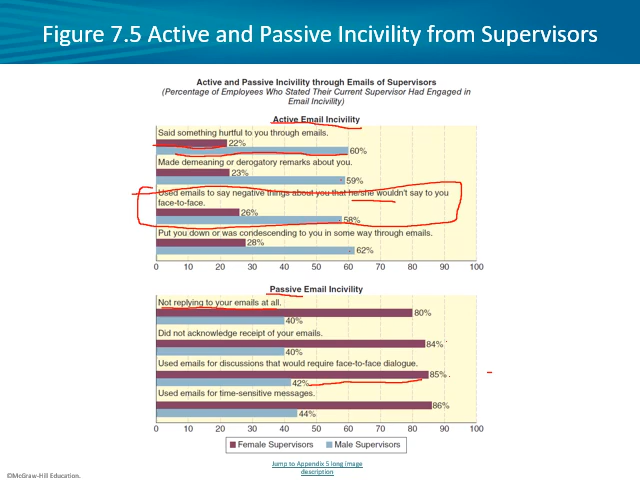 Figure 7.5 Active and Passive Incivility from Supervisors
Active and Passive Incivility through Emails of Supervisors
(Percentage of Employees Who Stated Their Current Supervisor Had Engaged in
Email Incivility)
Active Email Incivility
Said something hurtful to you through emails.
22%
60%
Made demeaning or derogatory remarks about you.
23%
59%
Used emails to say negative things about you that he/she wouldn't say to you
face-to-face.
26%
58%
Put you down or was condescending to you in some way through emails.
28%
62%
0 10 20 30 40 50 60 70 80 90 100
Passive Email Incivility
Not replying to your emails at all.
80%
40%
Did not acknowledge receipt of your emails.
84%
40%
Used emails for discussions that would require face-to-face dialogue.
85%
42%
Used emails for time-sensitive messages.
86%
44%
0 10 20 30 40 50 60 70 80 90 100
Female Supervisors Male Supervisors
Jump to Appendix 5 long image
description
©McGraw-Hill Education.